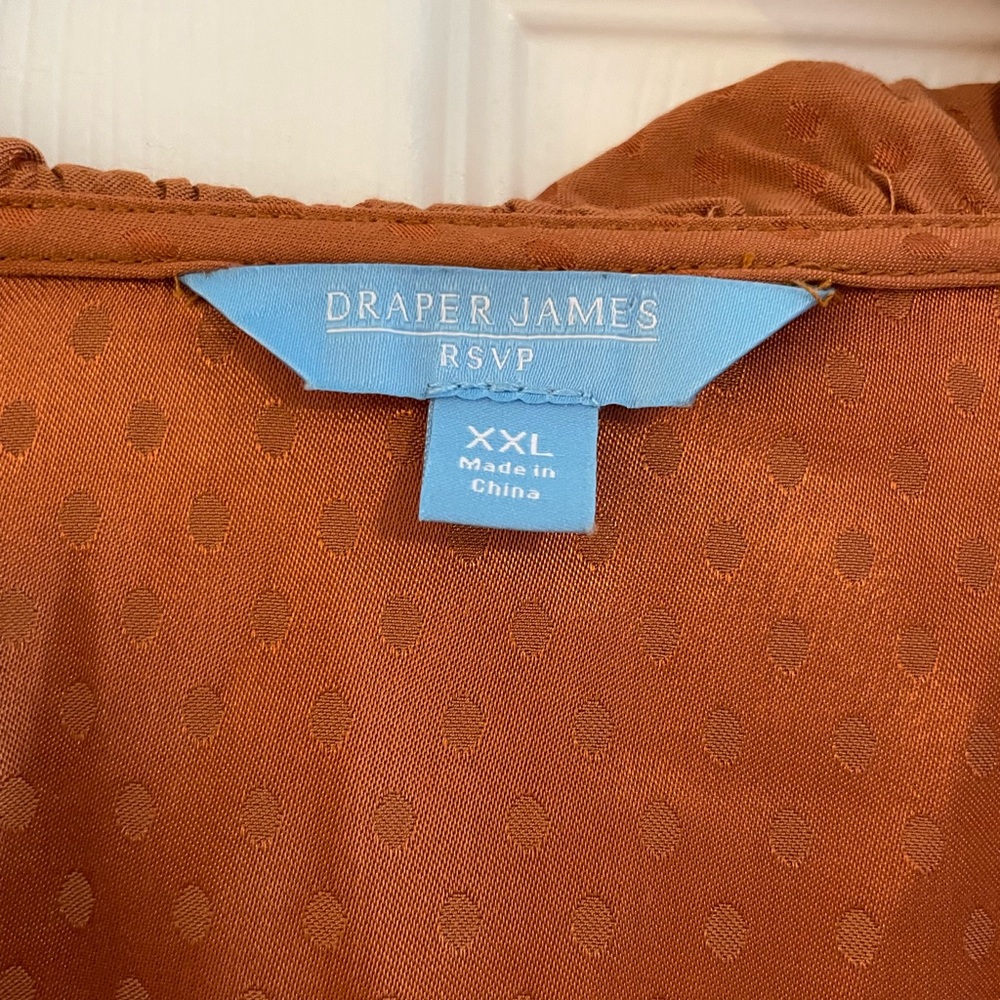 DRAPER JAMES
RSVP
XXL
Made in
China